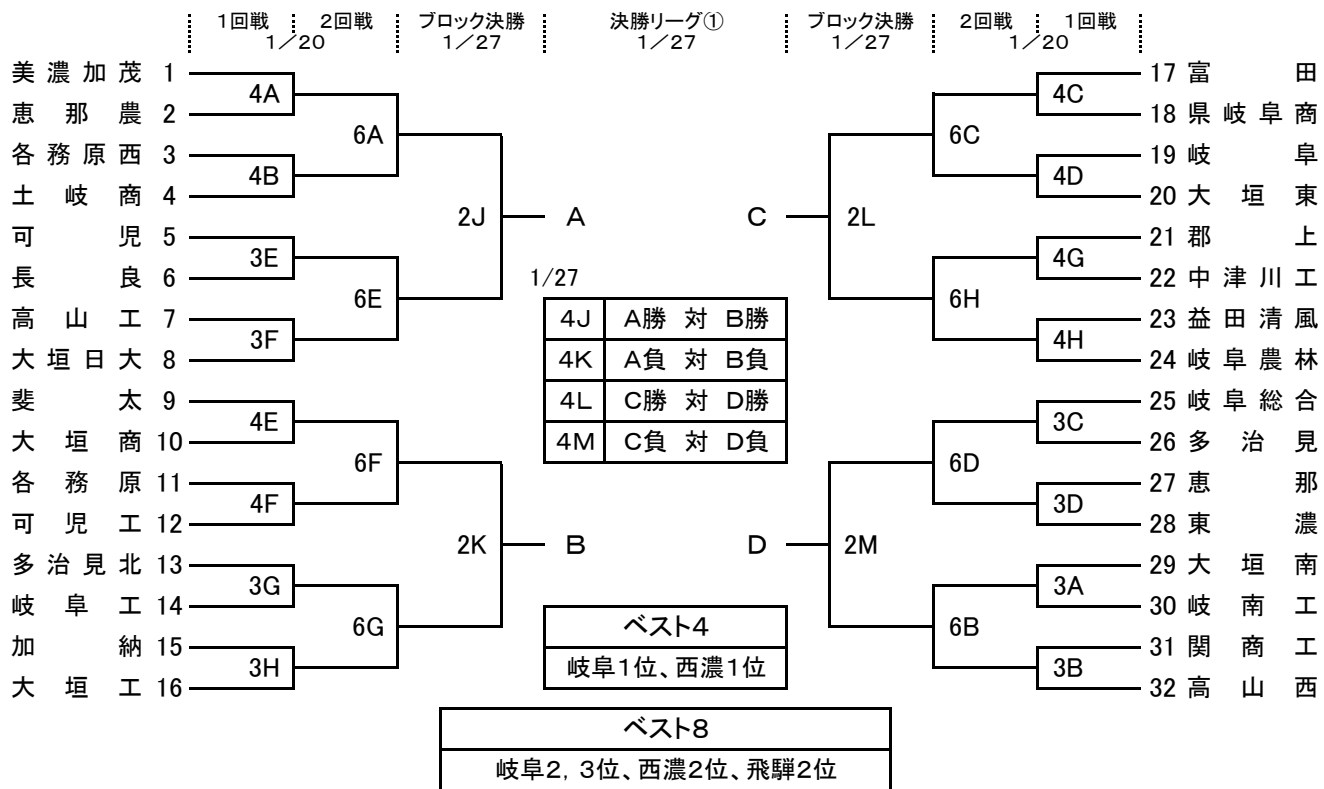 1回戦 2回戦 ブロック決勝 決勝リーグ① ブロック決勝 2回戦 1回戦
1/20 1/27 1/27 1/27 1/20
美濃加茂 1
4A
恵那農 2
6A
各務原西 3
4B
土岐商 4
2J A
可児 5
3E
長良 6
6E
高山工 7
3F
大垣日大 8
斐太 9
4E
大垣商 10
6F
各務原 11
4F
可児工 12
2K B
多治見北 13
3G
岐阜工 14
6G
加納 15
3H
大垣工 16
1/27
4J A勝 対 B勝
4K A負 対 B負
4L C勝 対 D勝
4M C負 対 D負
17 富田
4C
18 県岐阜商
6C
19 岐阜
4D
20 大垣東
C 2L
21 郡上
4G
22 中津川工
6H
23 益田清風
4H
24 岐阜農林
25 岐阜総合
3C
26 多治見
6D
27 恵那
3D
28 東濃
D 2M
29 大垣南
3A
30 岐南工
6B
31 関商工
3B
32 高山西
ベスト4
岐阜1位、西濃1位
ベスト8
岐阜2,3位、西濃2位、飛騨2位